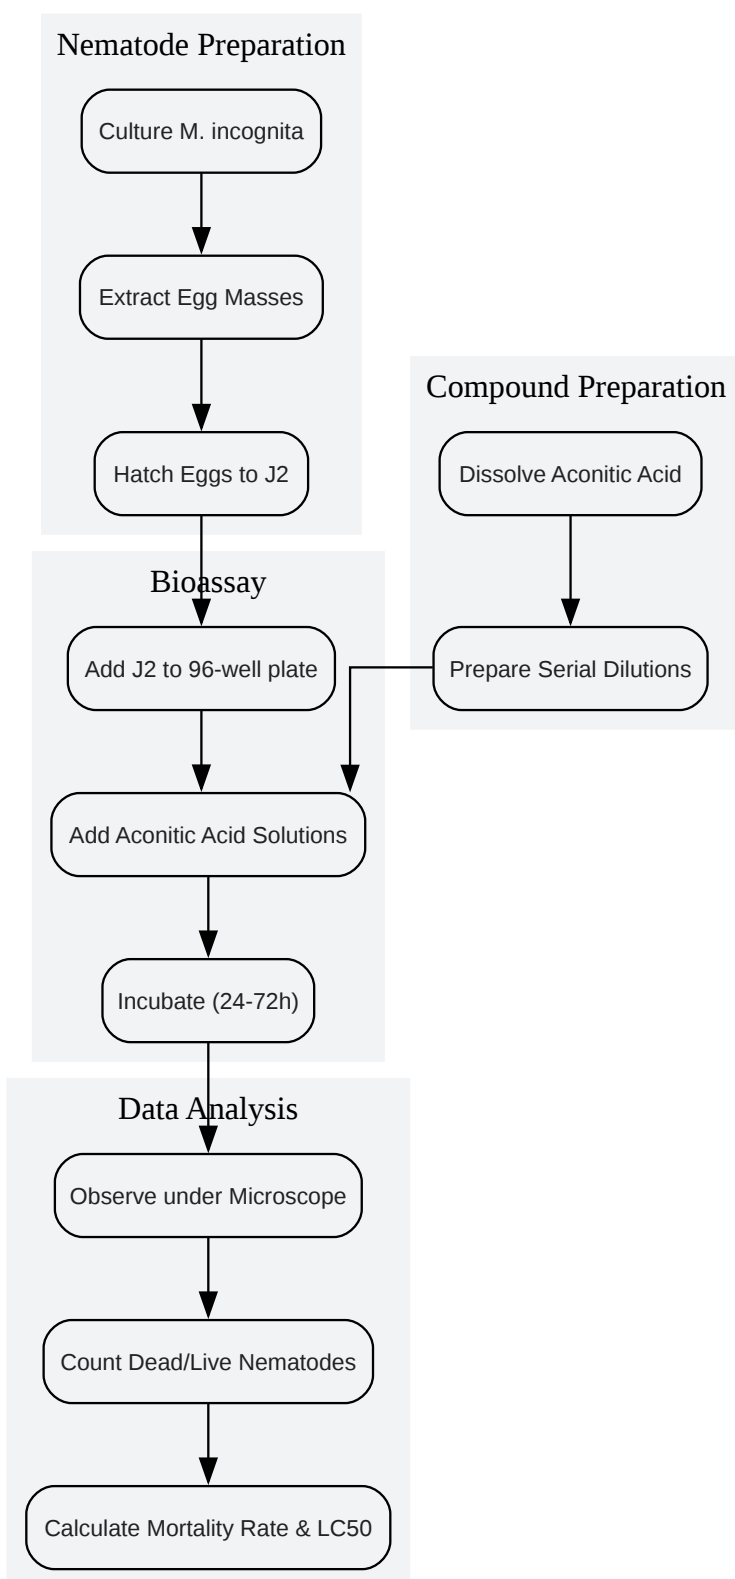 Nematode Preparation
Culture M. incognita
Extract Egg Masses
Hatch Eggs to J2
Compound Preparation
Dissolve Aconitic Acid
Prepare Serial Dilutions
Bioassay
Add J2 to 96-well plate
Add Aconitic Acid Solutions
Incubate (24-72h)
Data Analysis
Observe under Microscope
Count Dead/Live Nematodes
Calculate Mortality Rate & LC50